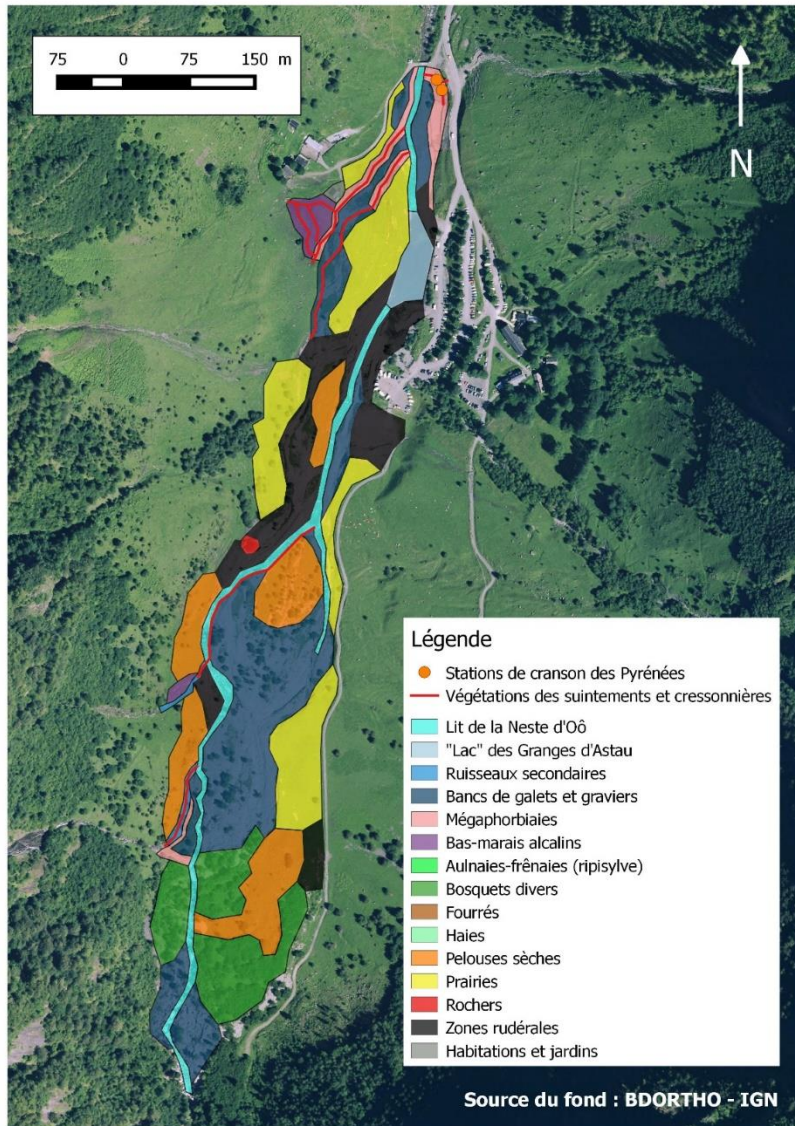 75 0 75 150 m
N
Légende
Stations de cranson des Pyrénées
Végétations des suintements et cressonnières
Lit de la Neste d'Oô
"Lac" des Granges d'Astau
Ruisseaux secondaires
Bancs de galets et graviers
Mégaphorbiaies
Bas-marais alcalins
Aulnaies-frênaies (ripisylve)
Bosquets divers
Fourrés
Haies
Pelouses sèches
Prairies
Rochers
Zones rudérales
Habitations et jardins
Source du fond : BDORTHO - IGN